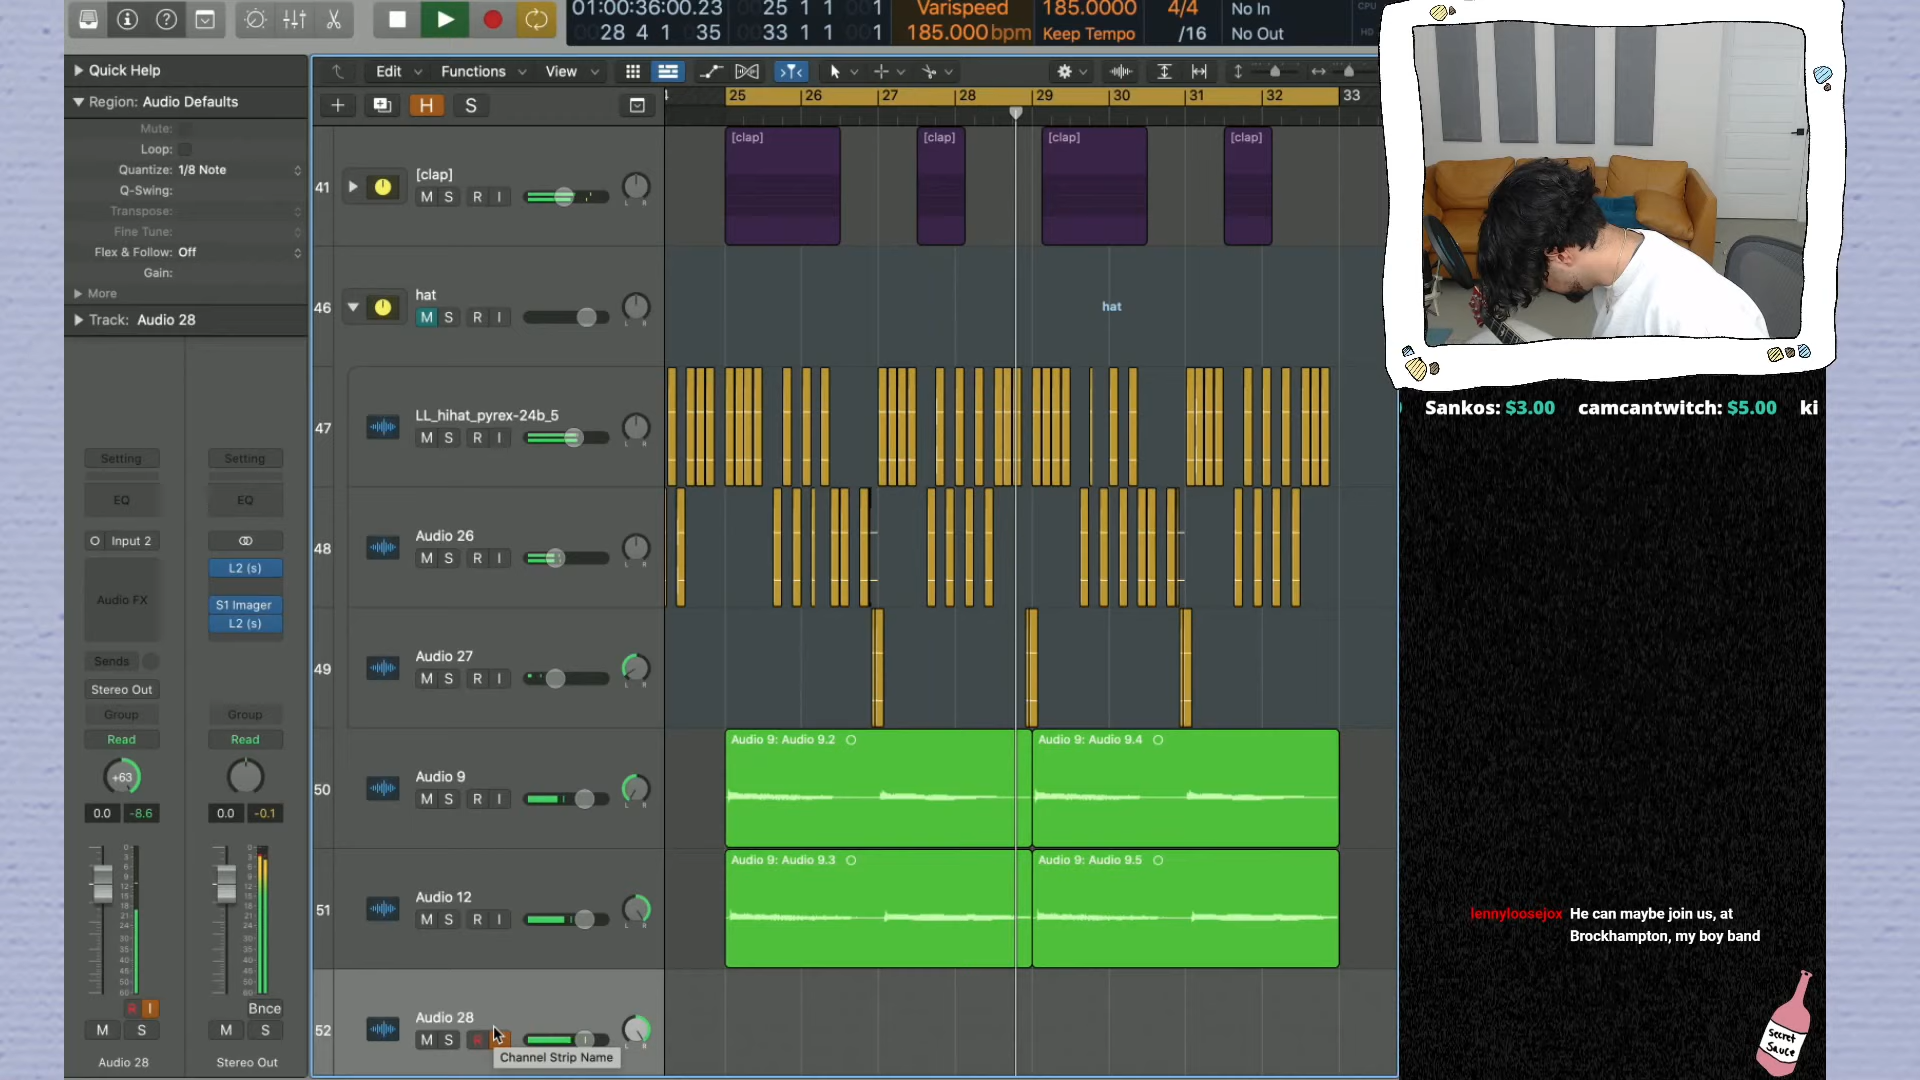 01:00:36:00.23
28 4 1 35
25 1 1 1
33 1 1 1
Varispeed
185.000 bpm
185.0000
Keep Tempo
4/4
/16
No In
No Out
CPU
HD
Quick Help
Region: Audio Defaults
Mute:
Loop:
Quantize: 1/8 Note
Q-Swing:
Transpose:
Fine Tune:
Flex & Follow: Off
Gain:
More
Track: Audio 28
Edit
Functions
View
H
S
25
26
27
28
29
30
31
32
33
41
[clap]
M S R I
L R
[clap]
[clap]
[clap]
[clap]
46
hat
M S R I
L R
hat
47
LL_hihat_pyrex-24b_5
M S R I
L R
48
Audio 26
M S R I
L R
49
Audio 27
M S R I
L R
50
Audio 9
M S R I
L R
Audio 9: Audio 9.2
Audio 9: Audio 9.4
51
Audio 12
M S R I
L R
Audio 9: Audio 9.3
Audio 9: Audio 9.5
52
Audio 28
M S R
L R
Channel Strip Name
Setting
EQ
Input 2
Audio FX
Sends
Stereo Out
Group
Read
+63
0.0 -8.6
R I
M S
Audio 28
Setting
EQ
L2 (s)
S1 Imager
L2 (s)
Group
Read
0.0 -0.1
Bnce
M S
Stereo Out
Sankos: $3.00 camcantwitch: $5.00 ki
lennyloosejox He can maybe join us, at
Brockhampton, my boy band
Secret
Sauce